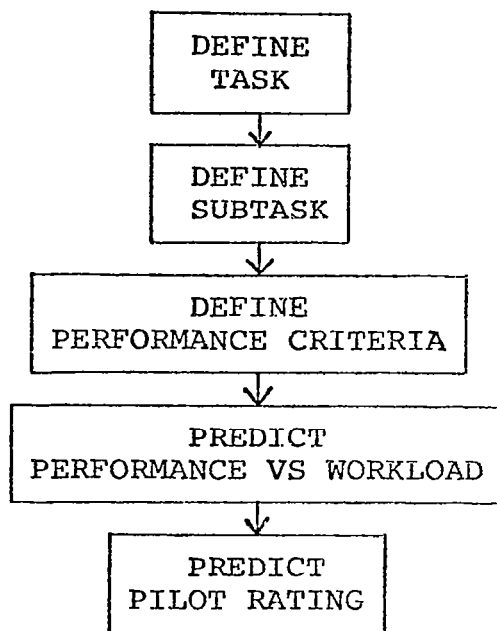 DEFINE
TASK
DEFINE
SUBTASK
DEFINE
PERFORMANCE CRITERIA
PREDICT
PERFORMANCE VS WORKLOAD
PREDICT
PILOT RATING